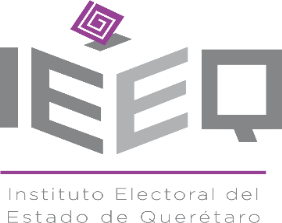 IEEQ
Instituto Electoral del
Estado de Querétaro